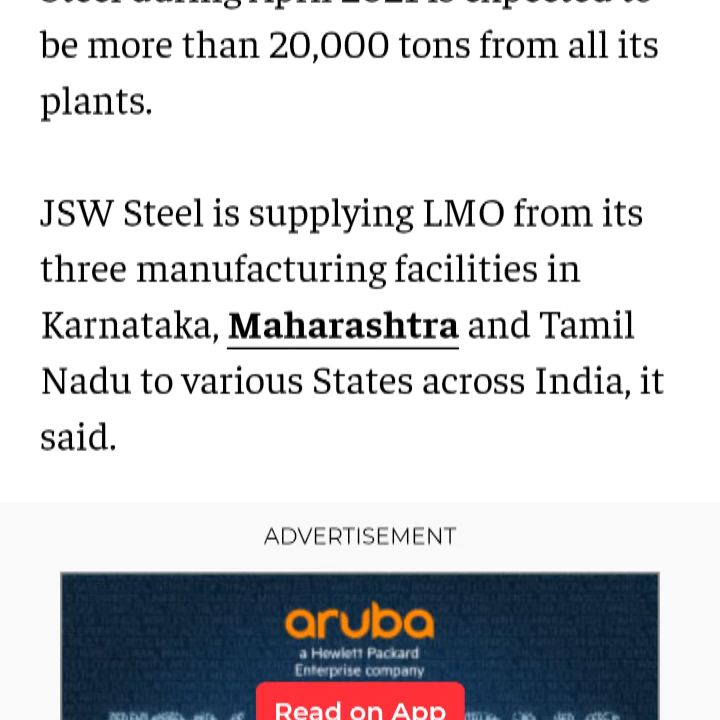 be more than 20,000 tons from all its
plants.
JSW Steel is supplying LMO from its
three manufacturing facilities in
Karnataka, Maharashtra and Tamil
Nadu to various States across India, it
said.
ADVERTISEMENT
aruba
a Hewlett Packard
Enterprise company
Read on App